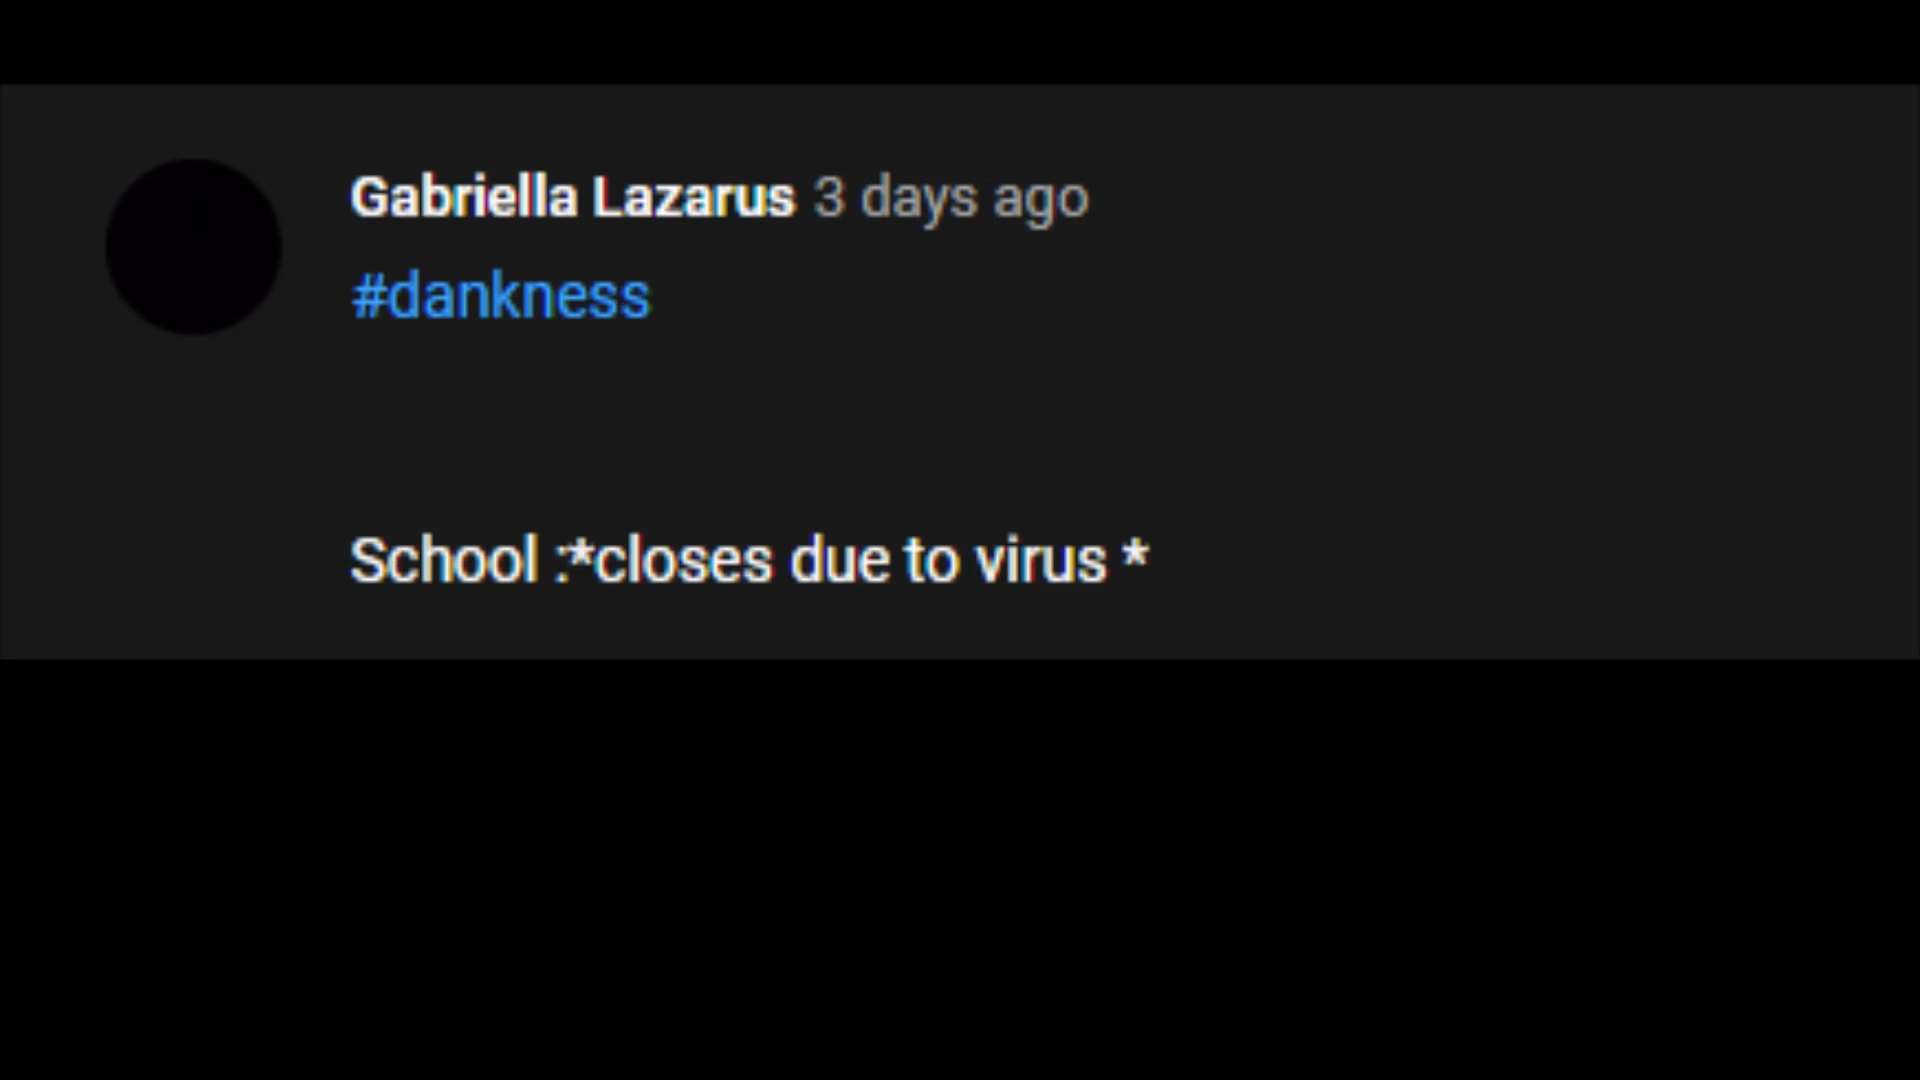 Gabriella Lazarus 3 days ago
#dankness
School :*closes due to virus *